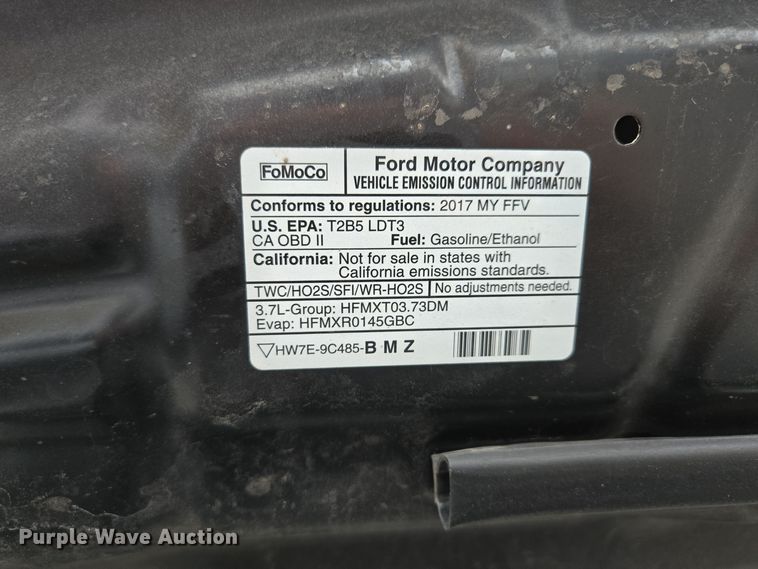 FoMoCo
Ford Motor Company
VEHICLE EMISSION CONTROL INFORMATION
Conforms to regulations: 2017 MY FFV
U.S. EPA: T2B5 LDT3
CA OBD II Fuel: Gasoline/Ethanol
California: Not for sale in states with
California emissions standards.
TWC/HO2S/SFI/WR-HO2S No adjustments needed.
3.7L-Group: HFMXT03.73DM
Evap: HFMXR0145GBC
HW7E-9C485-B M Z
Purple Wave Auction